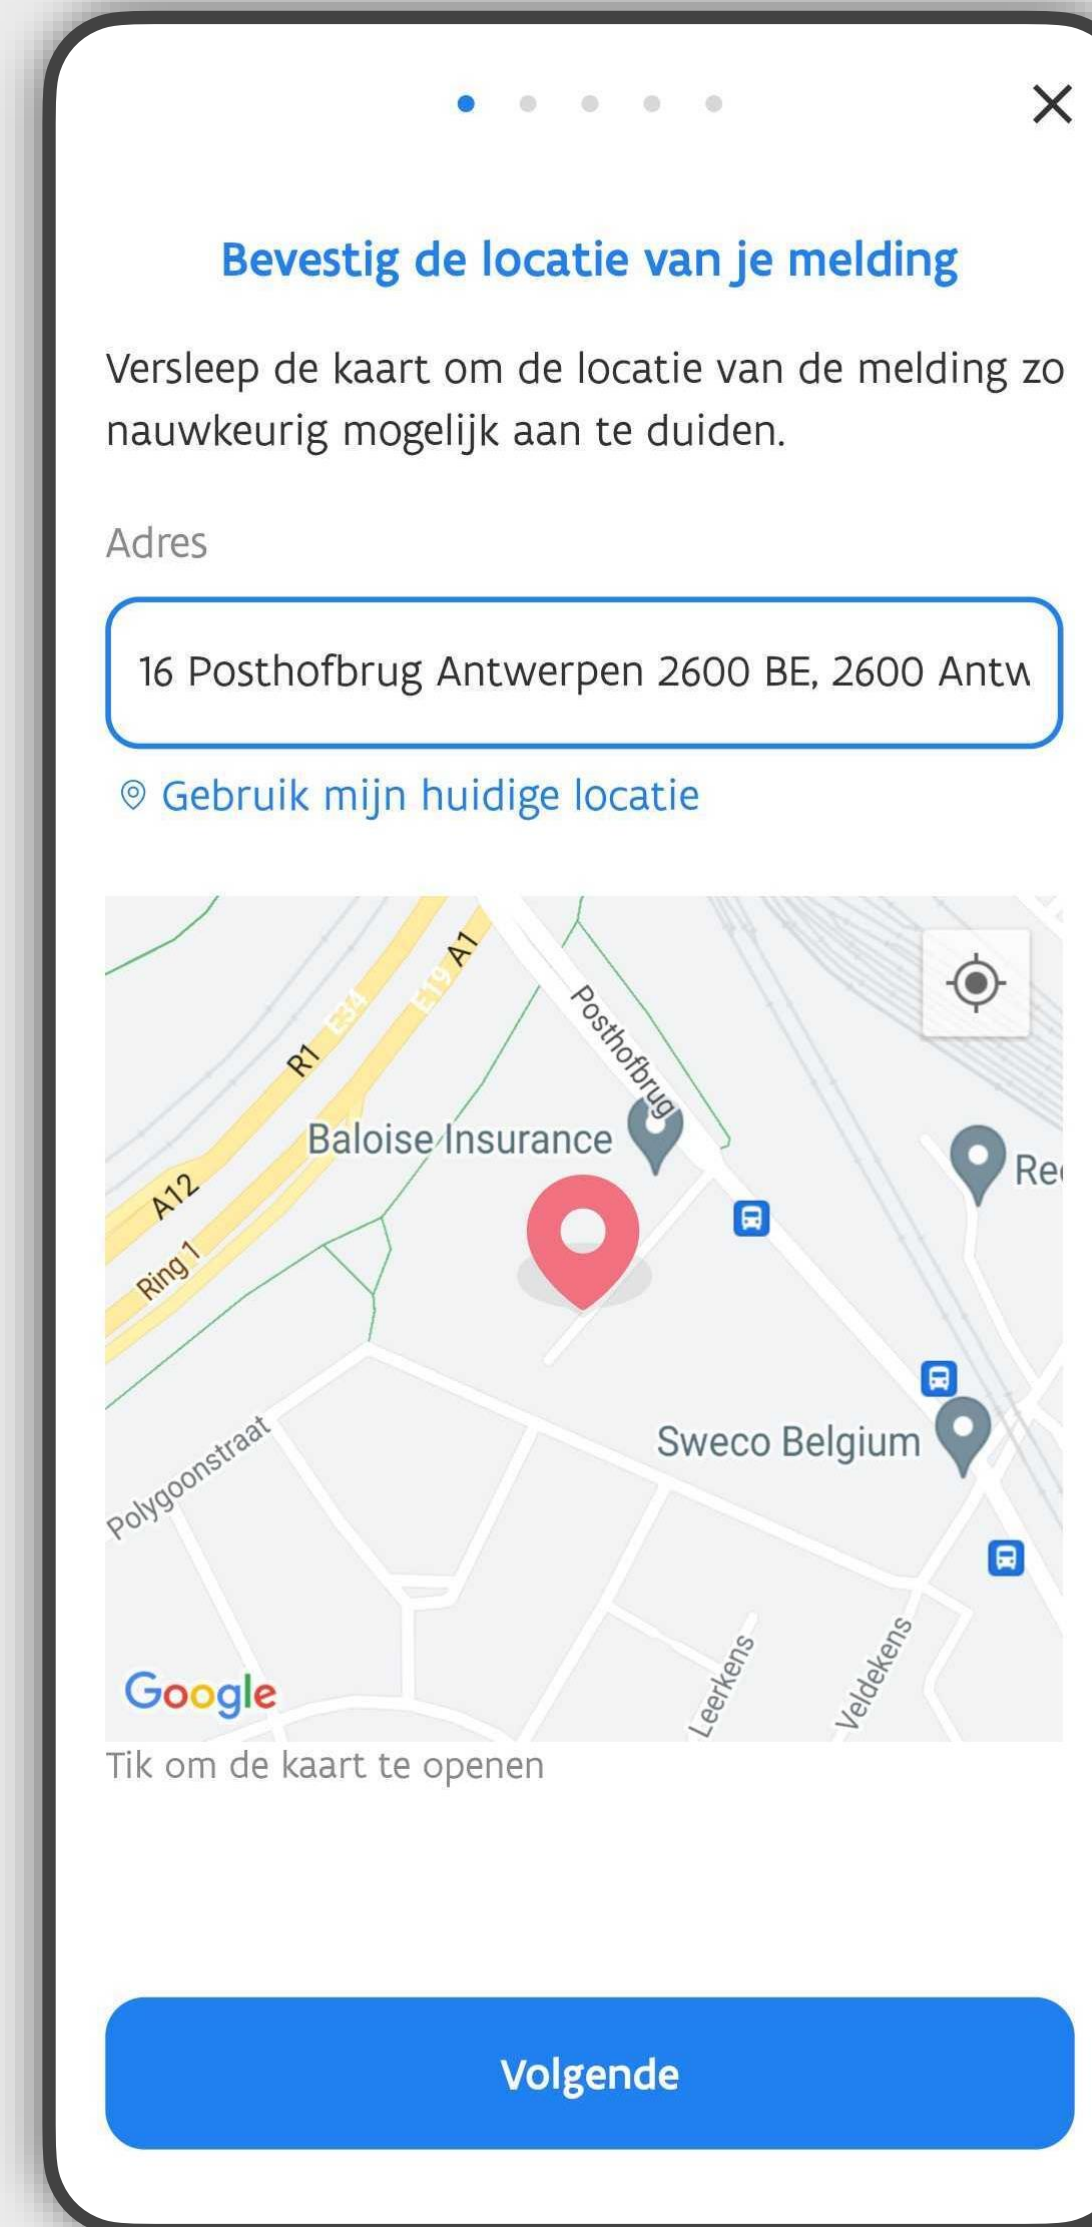 Bevestig de locatie van je melding
Versleep de kaart om de locatie van de melding zo
nauwkeurig mogelijk aan te duiden.
Adres
16 Posthofbrug Antwerpen 2600 BE, 2600 Antw
Gebruik mijn huidige locatie
E19 A1
R1 E34
Posthofbrug
Baloise Insurance
Re
A12
Ring 1
Sweco Belgium
Polygoonstraat
Leerkens
Veldekens
Google
Tik om de kaart te openen
Volgende